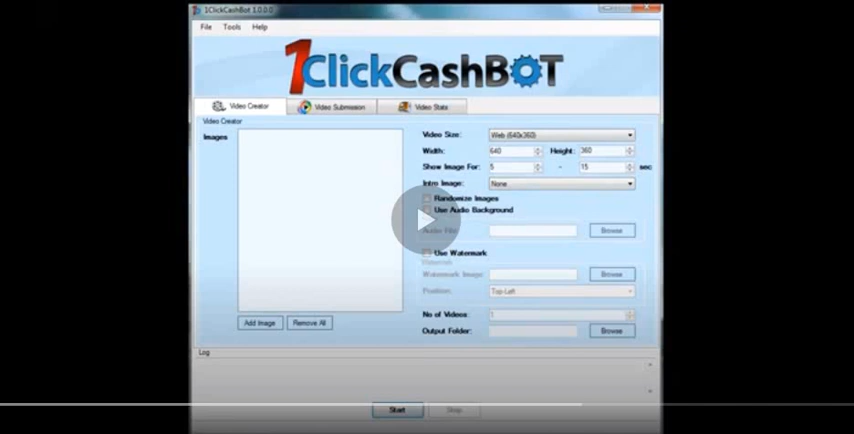 1ClickCashBot 1.0.0.0
File Tools Help
1ClickCashBOT
Video Creator Video Submission Video Stats
Video Creator
Images
Video Size: Web (640x360)
Width: 640 Height: 360
Show Image For: 5 - 15 sec
Intro Image: None
Randomize Images
Use Audio Background
Audio File: Browse
Use Watermark
Watermark
Watermark Image: Browse
Position: Top-Left
No of Videos: 1
Output Folder: Browse
Add Image Remove All
Log
Start Stop